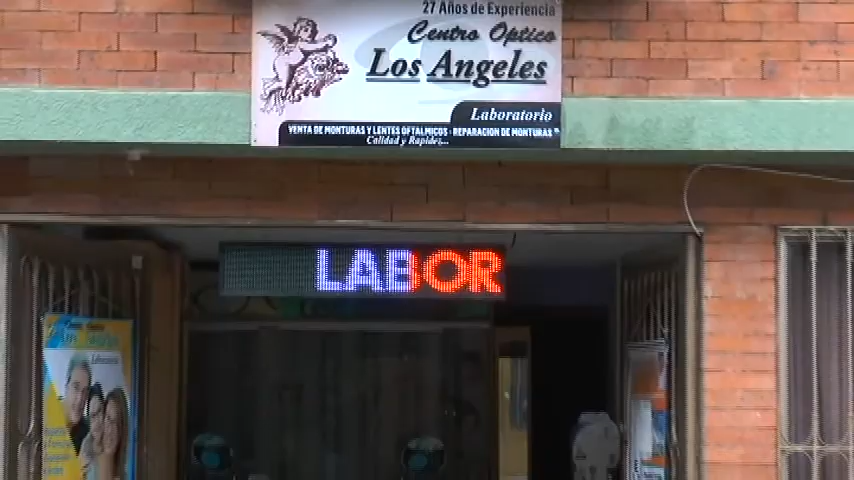 27 Años de Experiencia
Centro Optico
Los Angeles
Laboratorio
VENTA DE MONTURAS Y LENTES OFTALMICOS - REPARACION DE MONTURAS
Calidad y Rapidez...
LABOR